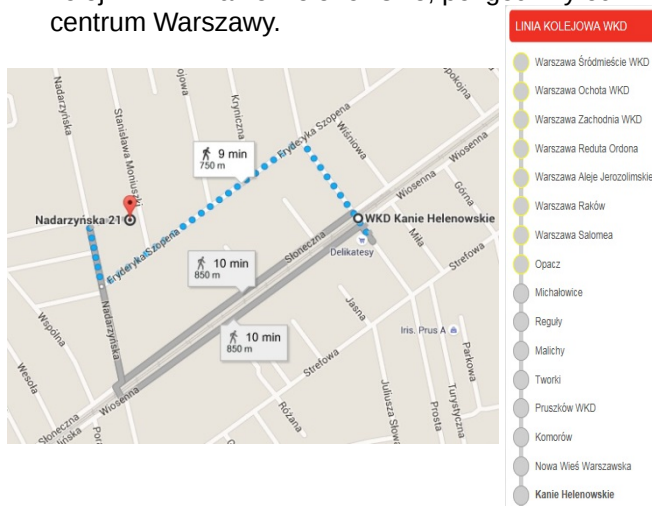 centrum Warszawy.
LINIA KOLEJOWA WKD
Warszawa Śródmieście WKD
Warszawa Ochota WKD
Warszawa Zachodnia WKD
Warszawa Reduta Ordona
Warszawa Aleje Jerozolimskie
Warszawa Raków
Warszawa Salomea
Opacz
Michałowice
Reguły
Malichy
Tworki
Pruszków WKD
Komorów
Nowa Wieś Warszawska
Kanie Helenowskie
Nadarzyńska
Stanisława Moniuszki
Kryniczna
Fryderyka Szopena
Wiśniowa
Wiosenna
Wiosenna
Górna
9 min
750 m
Nadarzyńska 21
WKD Kanie Helenowskie
Miła
Delikatesy
Strefowa
Fryderyka Szopena
Słoneczna
10 min
850 m
Nadarzyńska
Jasna
10 min
850 m
Iris. Prus A
Wspólna
Strefowa
Parkowa
Wesoła
Wiosenna
Różana
Prosta
Turystyczna
Słoneczna